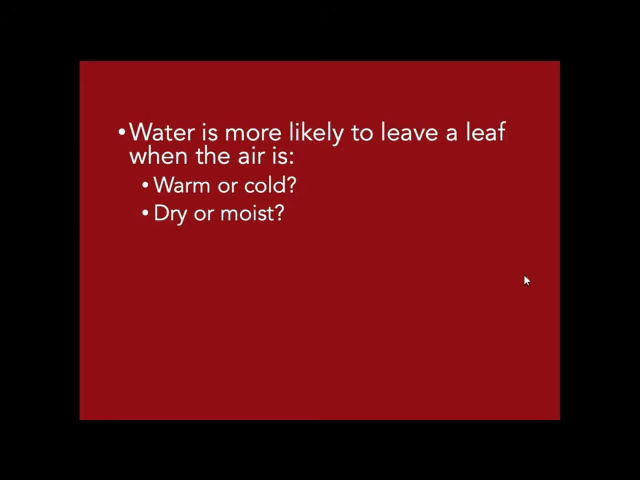 •Water is more likely to leave a leaf
when the air is:
•Warm or cold?
•Dry or moist?